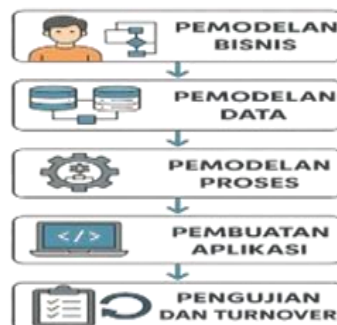 PEMODELAN
BISNIS
PEMODELAN
DATA
PEMODELAN
PROSES
</>
PEMBUATAN
APLIKASI
PENGUJIAN
DAN TURNOVER